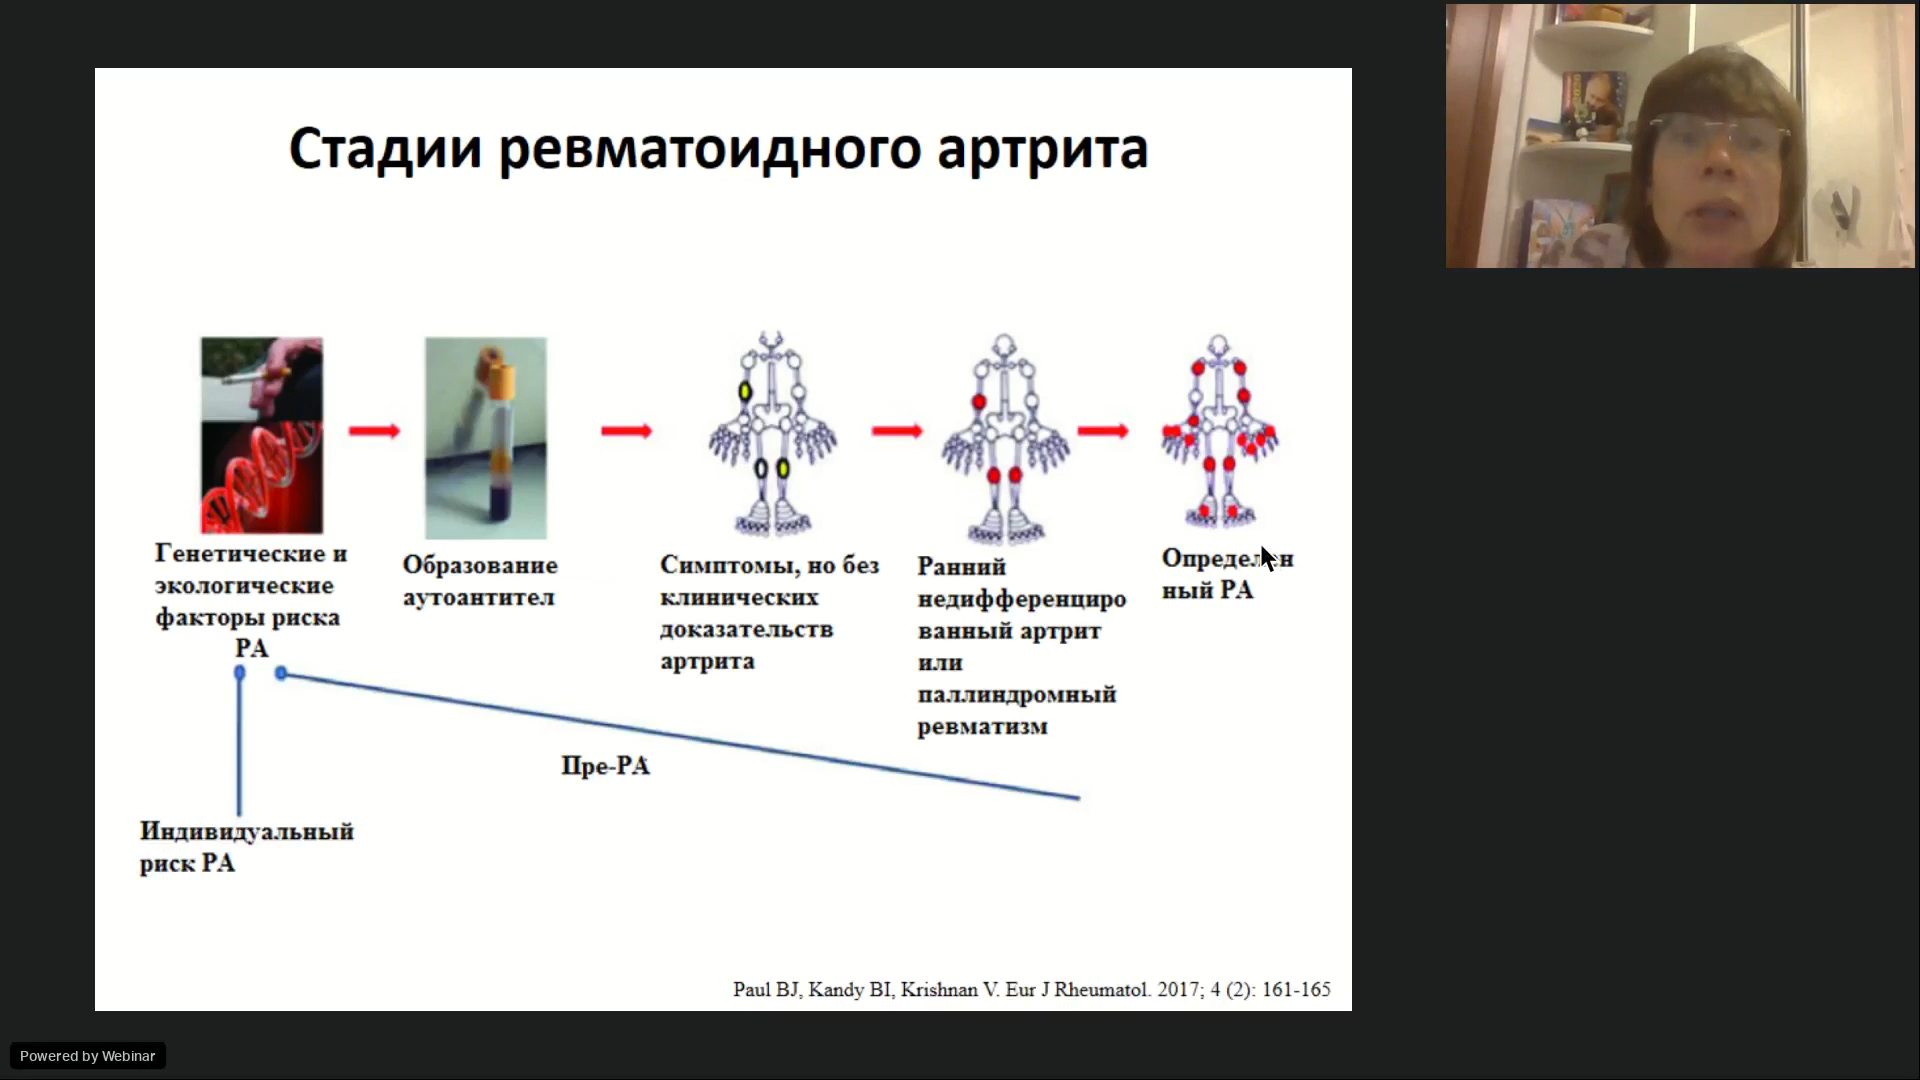 Стадии ревматоидного артрита
Генетические и
экологические
факторы риска
РА
Образование
аутоантител
Симптомы, но без
клинических
доказательств
артрита
Ранний
недифференциро
ванный артрит
или
паллиндромный
ревматизм
ный РА
Пре-РА
Индивидуальный
риск РА
Paul BJ, Kandy BI, Krishnan V. Eur J Rheumatol. 2017; 4 (2): 161-165
Powered by Webinar